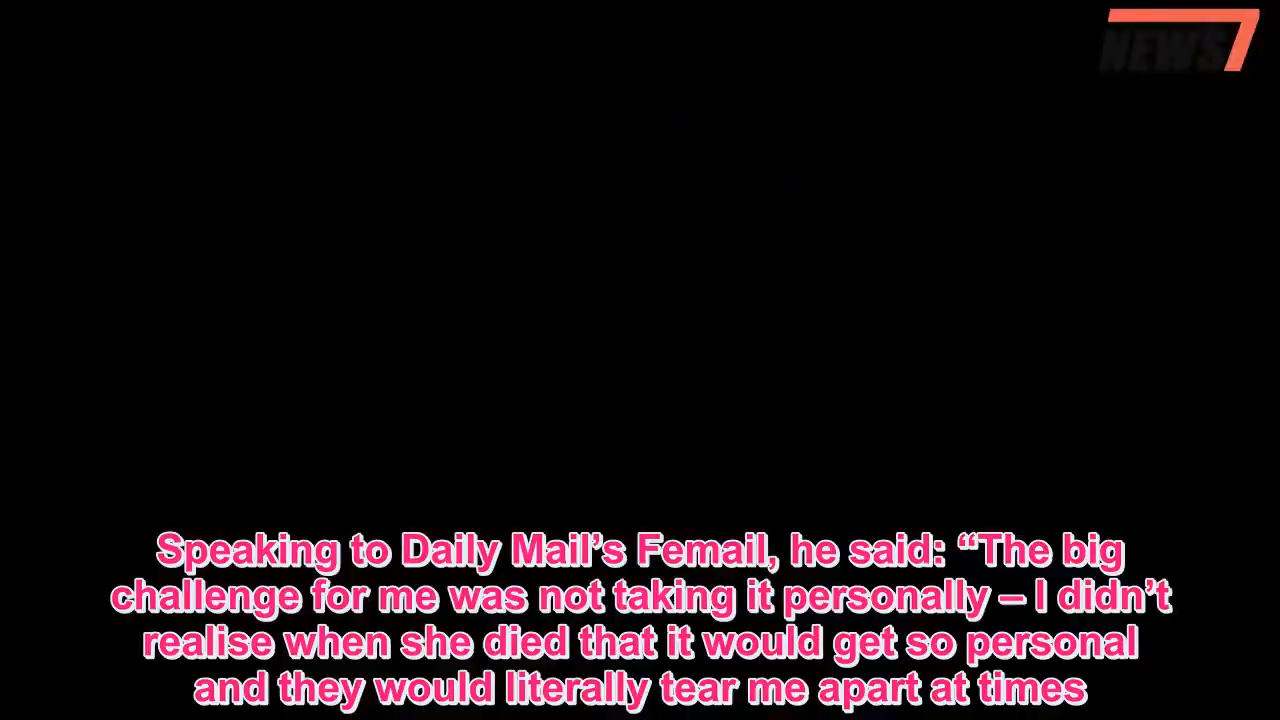 NEWS7
Speaking to Daily Mail’s Femail, he said: “The big
challenge for me was not taking it personally – I didn’t
realise when she died that it would get so personal
and they would literally tear me apart at times